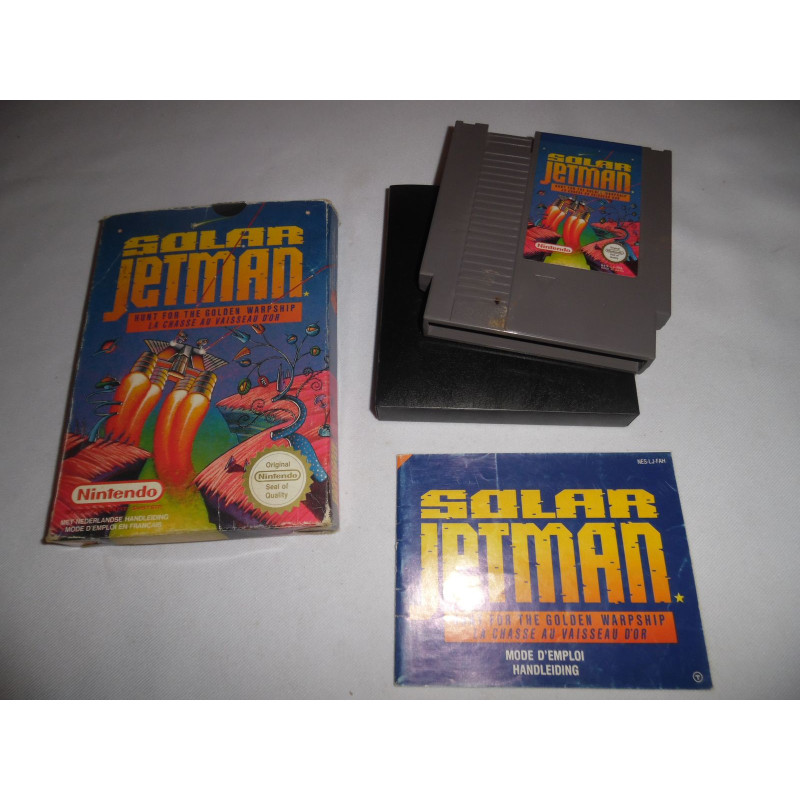 SOLAR
JETMAN
HUNT FOR THE GOLDEN WARPSHIP
LA CHASSE AU VAISSEAU D'OR
Nintendo
Original
Nintendo
Seal of
Quality
MET NEDERLANDSE HANDLEIDING
MODE D'EMPLOI EN FRANÇAIS
SOLAR
JETMAN
Nintendo
NES-LJ-FAH
SOLAR
JETMAN
HUNT FOR THE GOLDEN WARPSHIP
LA CHASSE AU VAISSEAU D'OR
MODE D'EMPLOI
HANDLEIDING